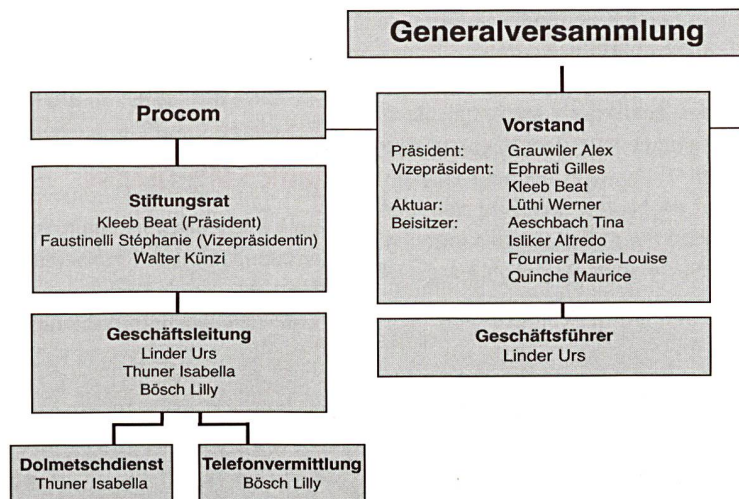 Generalversammlung
Procom
Stiftungsrat
Kleeb Beat (Präsident)
Faustinelli Stéphanie (Vizepräsidentin)
Walter Künzi
Geschäftsleitung
Linder Urs
Thuner Isabella
Bösch Lilly
Dolmetschdienst
Thuner Isabella
Telefonvermittlung
Bösch Lilly
Vorstand
Präsident: Grauwiler Alex
Vizepräsident: Ephrati Gilles
Kleeb Beat
Aktuar: Lüthi Werner
Beisitzer: Aeschbach Tina
Isliker Alfredo
Fournier Marie-Louise
Quinche Maurice
Geschäftsführer
Linder Urs